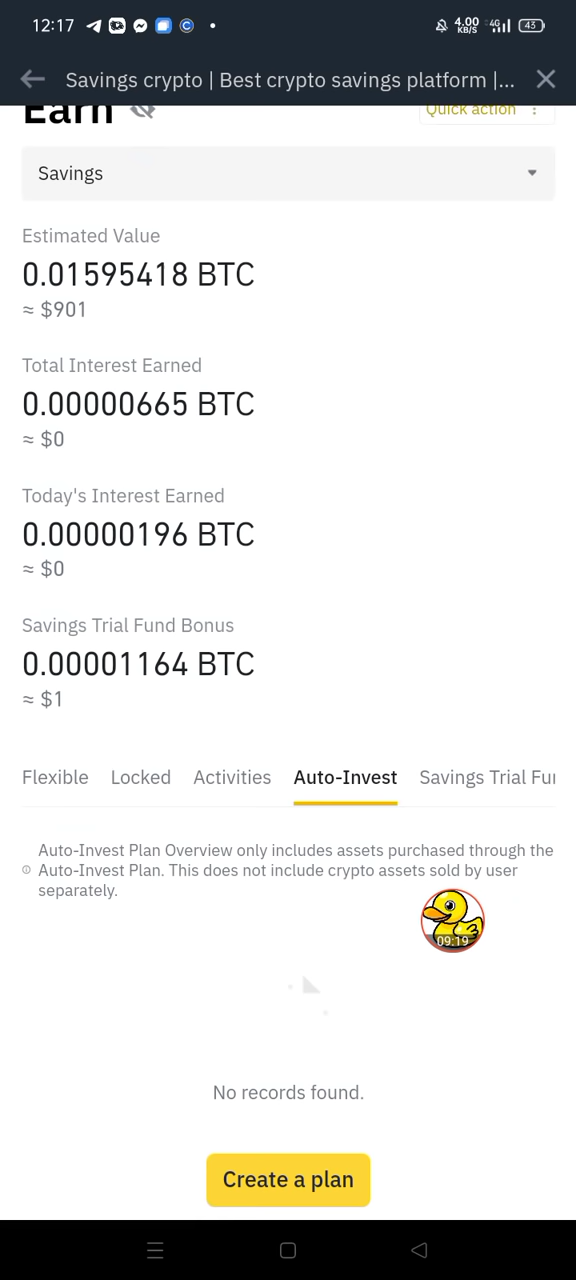 12:17
4.00
KB/S
4G
43
Savings crypto | Best crypto savings platform |...
Earn
Quick action
Savings
Estimated Value
0.01595418 BTC
≈ $901
Total Interest Earned
0.00000665 BTC
≈ $0
Today's Interest Earned
0.00000196 BTC
≈ $0
Savings Trial Fund Bonus
0.00001164 BTC
≈ $1
Flexible Locked Activities Auto-Invest Savings Trial Fur
Auto-Invest Plan Overview only includes assets purchased through the
Auto-Invest Plan. This does not include crypto assets sold by user
separately.
09:19
No records found.
Create a plan